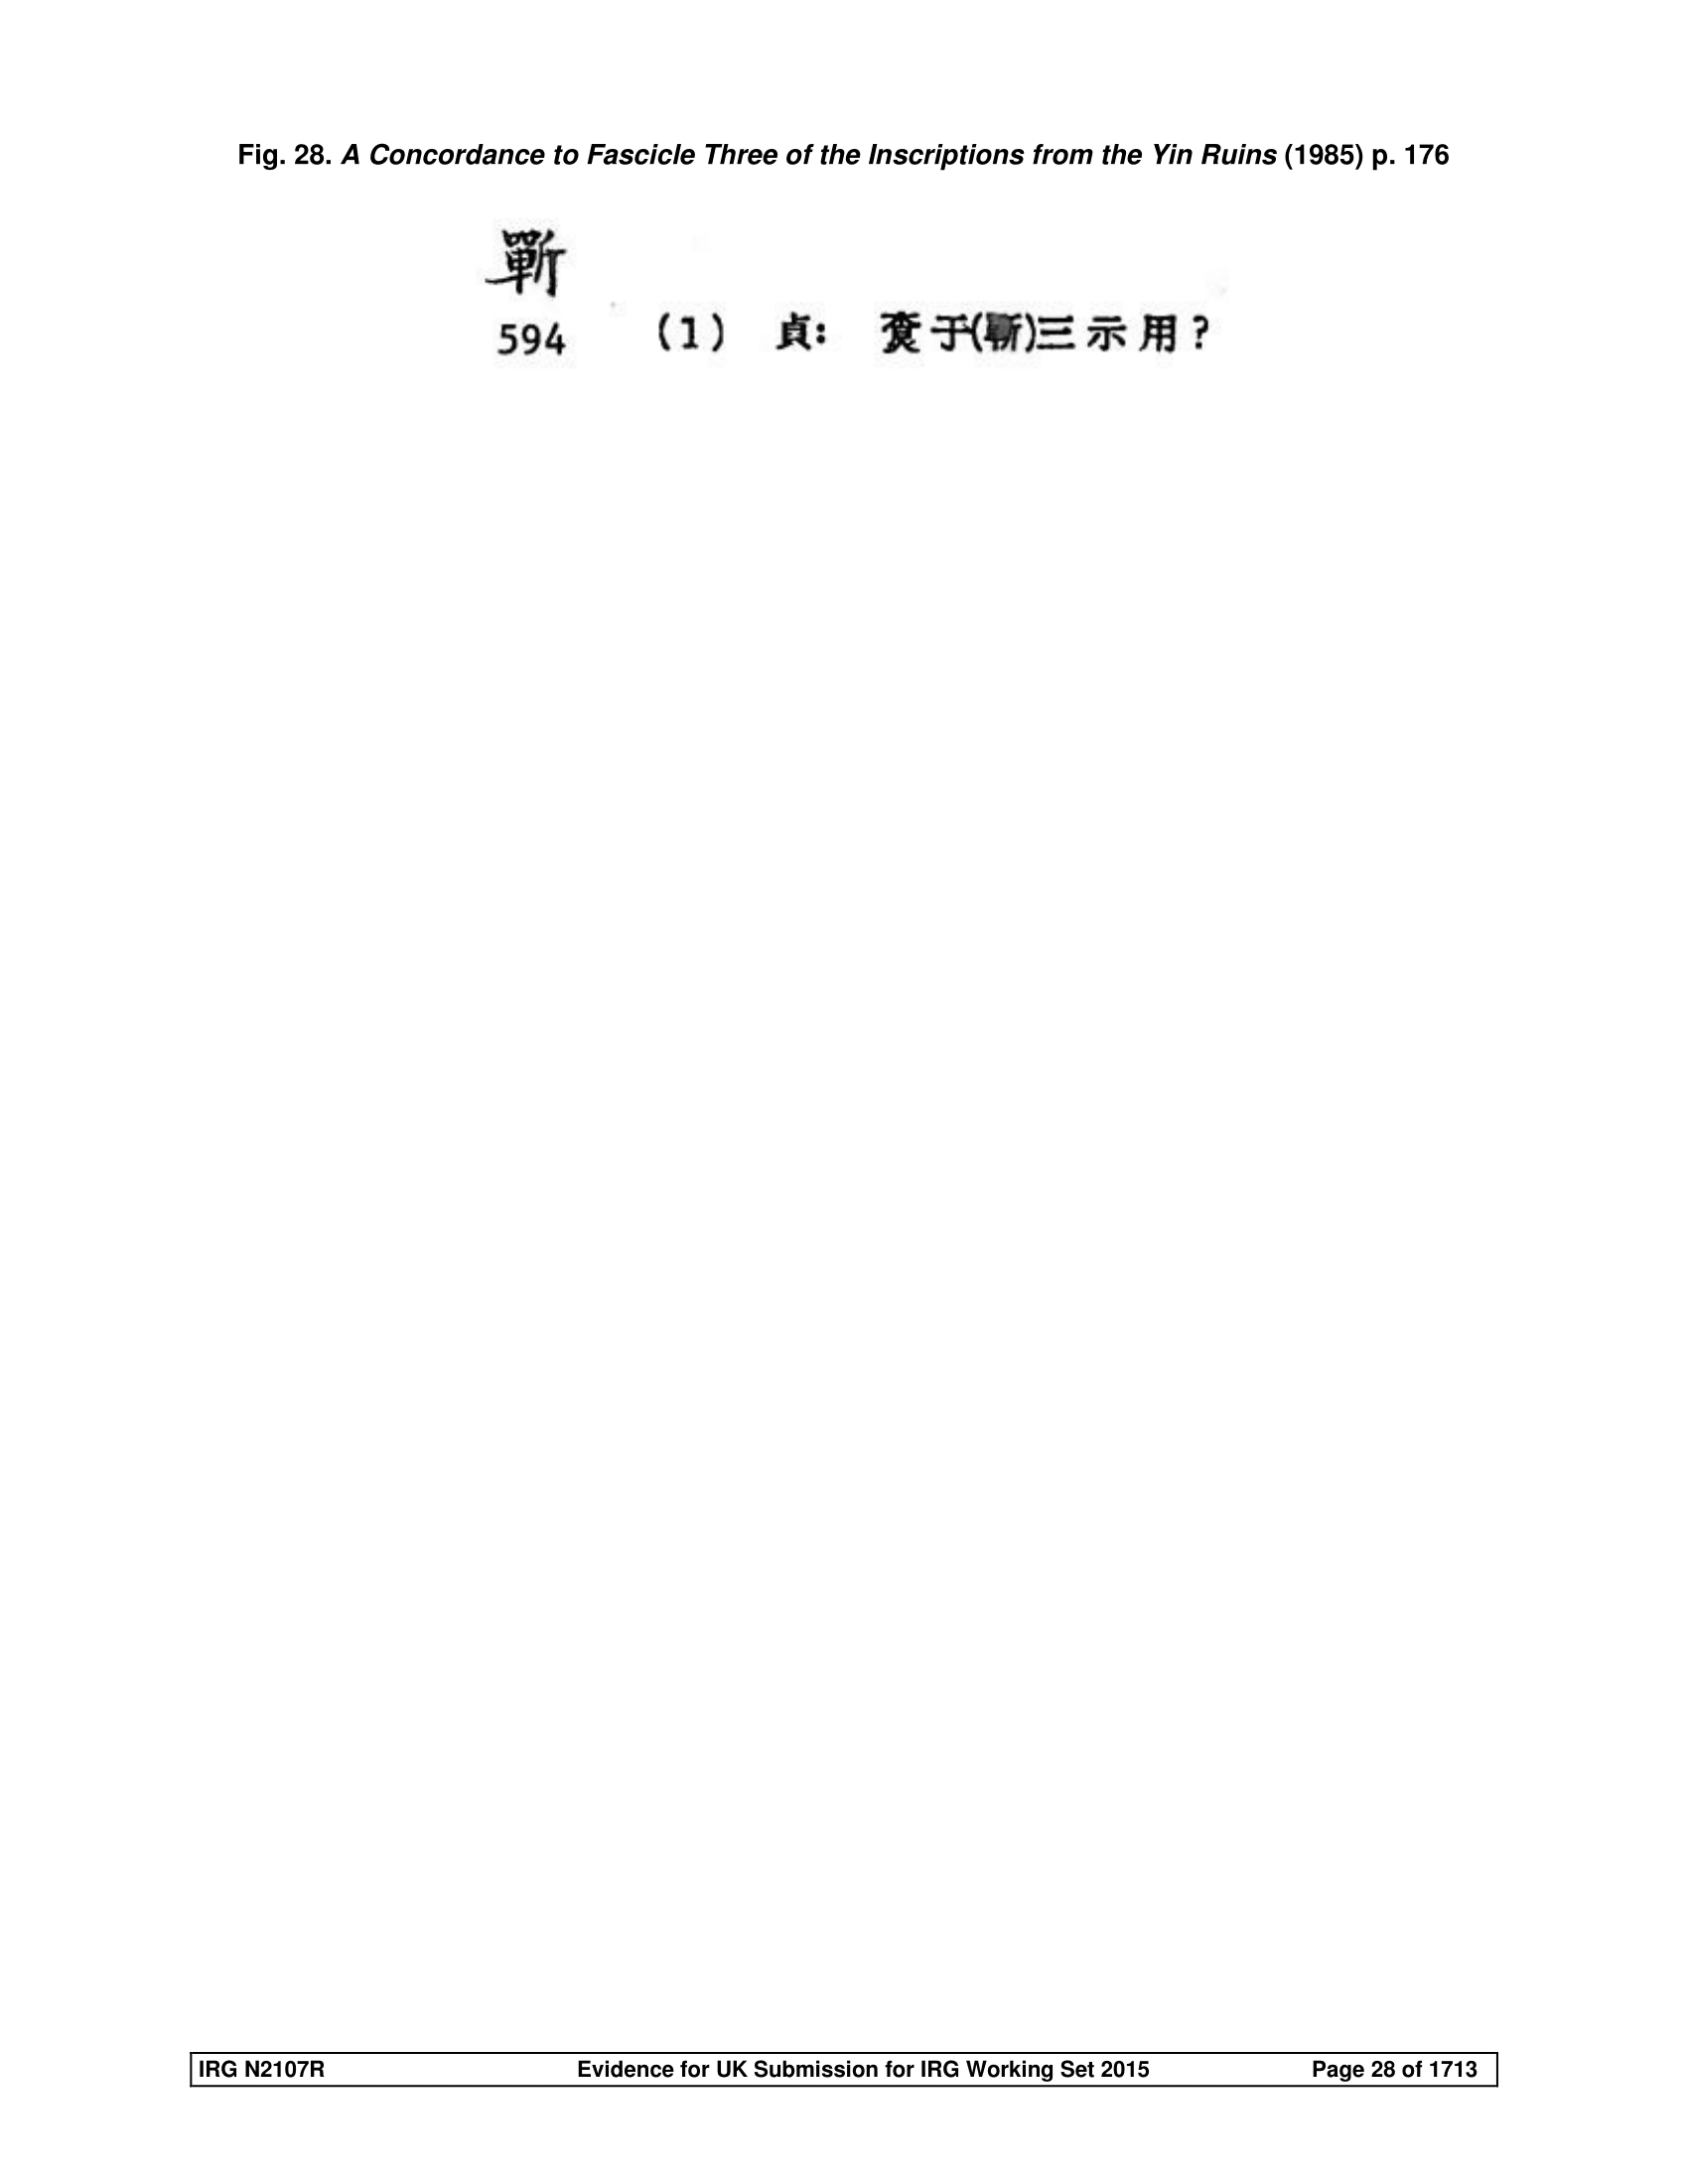 Fig. 28. A Concordance to Fascicle Three of the Inscriptions from the Yin Ruins (1985) p. 176
594 (1) 貞: 于三示用?
IRG N2107R Evidence for UK Submission for IRG Working Set 2015 Page 28 of 1713